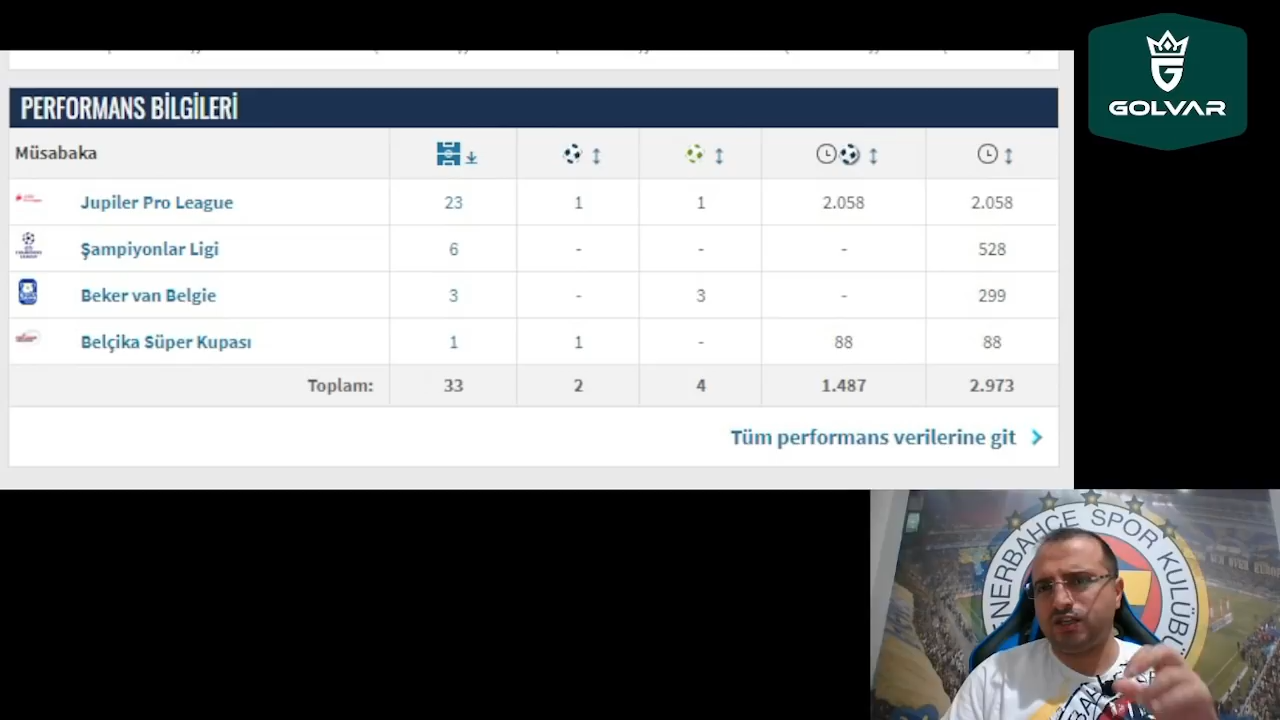 GOLVAR
PERFORMANS BİLGİLERİ
Müsabaka
Jupiler Pro League 23 1 1 2.058 2.058
Şampiyonlar Ligi 6 - - - 528
Beker van Belgie 3 - 3 - 299
Belçika Süper Kupası 1 1 - 88 88
Toplam: 33 2 4 1.487 2.973
Tüm performans verilerine git
FENERBAHÇE SPOR KULÜBÜ